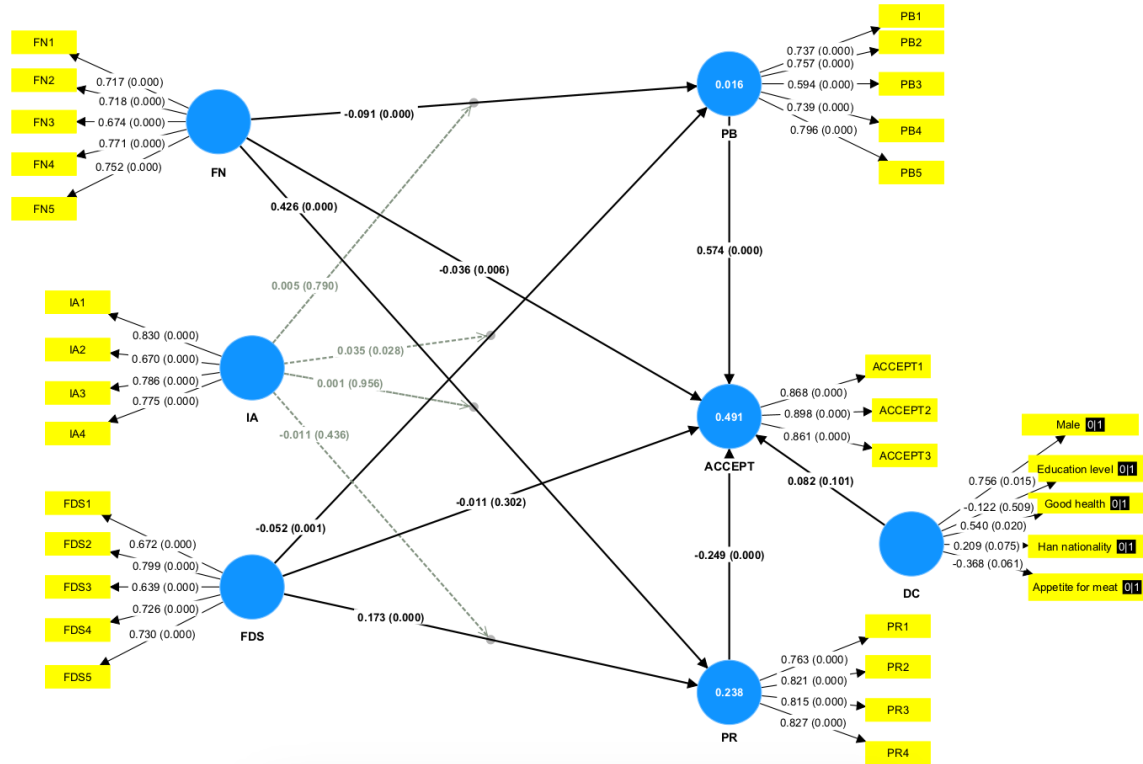 FN1
FN2
FN3
FN4
FN5
0.717 (0.000)
0.718 (0.000)
0.674 (0.000)
0.771 (0.000)
0.752 (0.000)
FN
-0.091 (0.000)
0.426 (0.000)
-0.036 (0.006)
PB1
PB2
PB3
PB4
PB5
0.737 (0.000)
0.757 (0.000)
0.594 (0.000)
0.739 (0.000)
0.796 (0.000)
0.016
PB
0.574 (0.000)
IA1
IA2
IA3
IA4
0.830 (0.000)
0.670 (0.000)
0.786 (0.000)
0.775 (0.000)
IA
0.005 (0.790)
0.035 (0.028)
0.001 (0.956)
-0.011 (0.436)
ACCEPT1
ACCEPT2
ACCEPT3
0.868 (0.000)
0.898 (0.000)
0.861 (0.000)
0.491
ACCEPT
0.082 (0.101)
-0.249 (0.000)
Male 0|1
Education level 0|1
Good health 0|1
Han nationality 0|1
Appetite for meat 0|1
0.756 (0.015)
-0.122 (0.509)
0.540 (0.020)
0.209 (0.075)
-0.368 (0.061)
DC
FDS1
FDS2
FDS3
FDS4
FDS5
0.672 (0.000)
0.799 (0.000)
0.639 (0.000)
0.726 (0.000)
0.730 (0.000)
FDS
-0.052 (0.001)
-0.011 (0.302)
0.173 (0.000)
PR1
PR2
PR3
PR4
0.763 (0.000)
0.821 (0.000)
0.815 (0.000)
0.827 (0.000)
0.238
PR